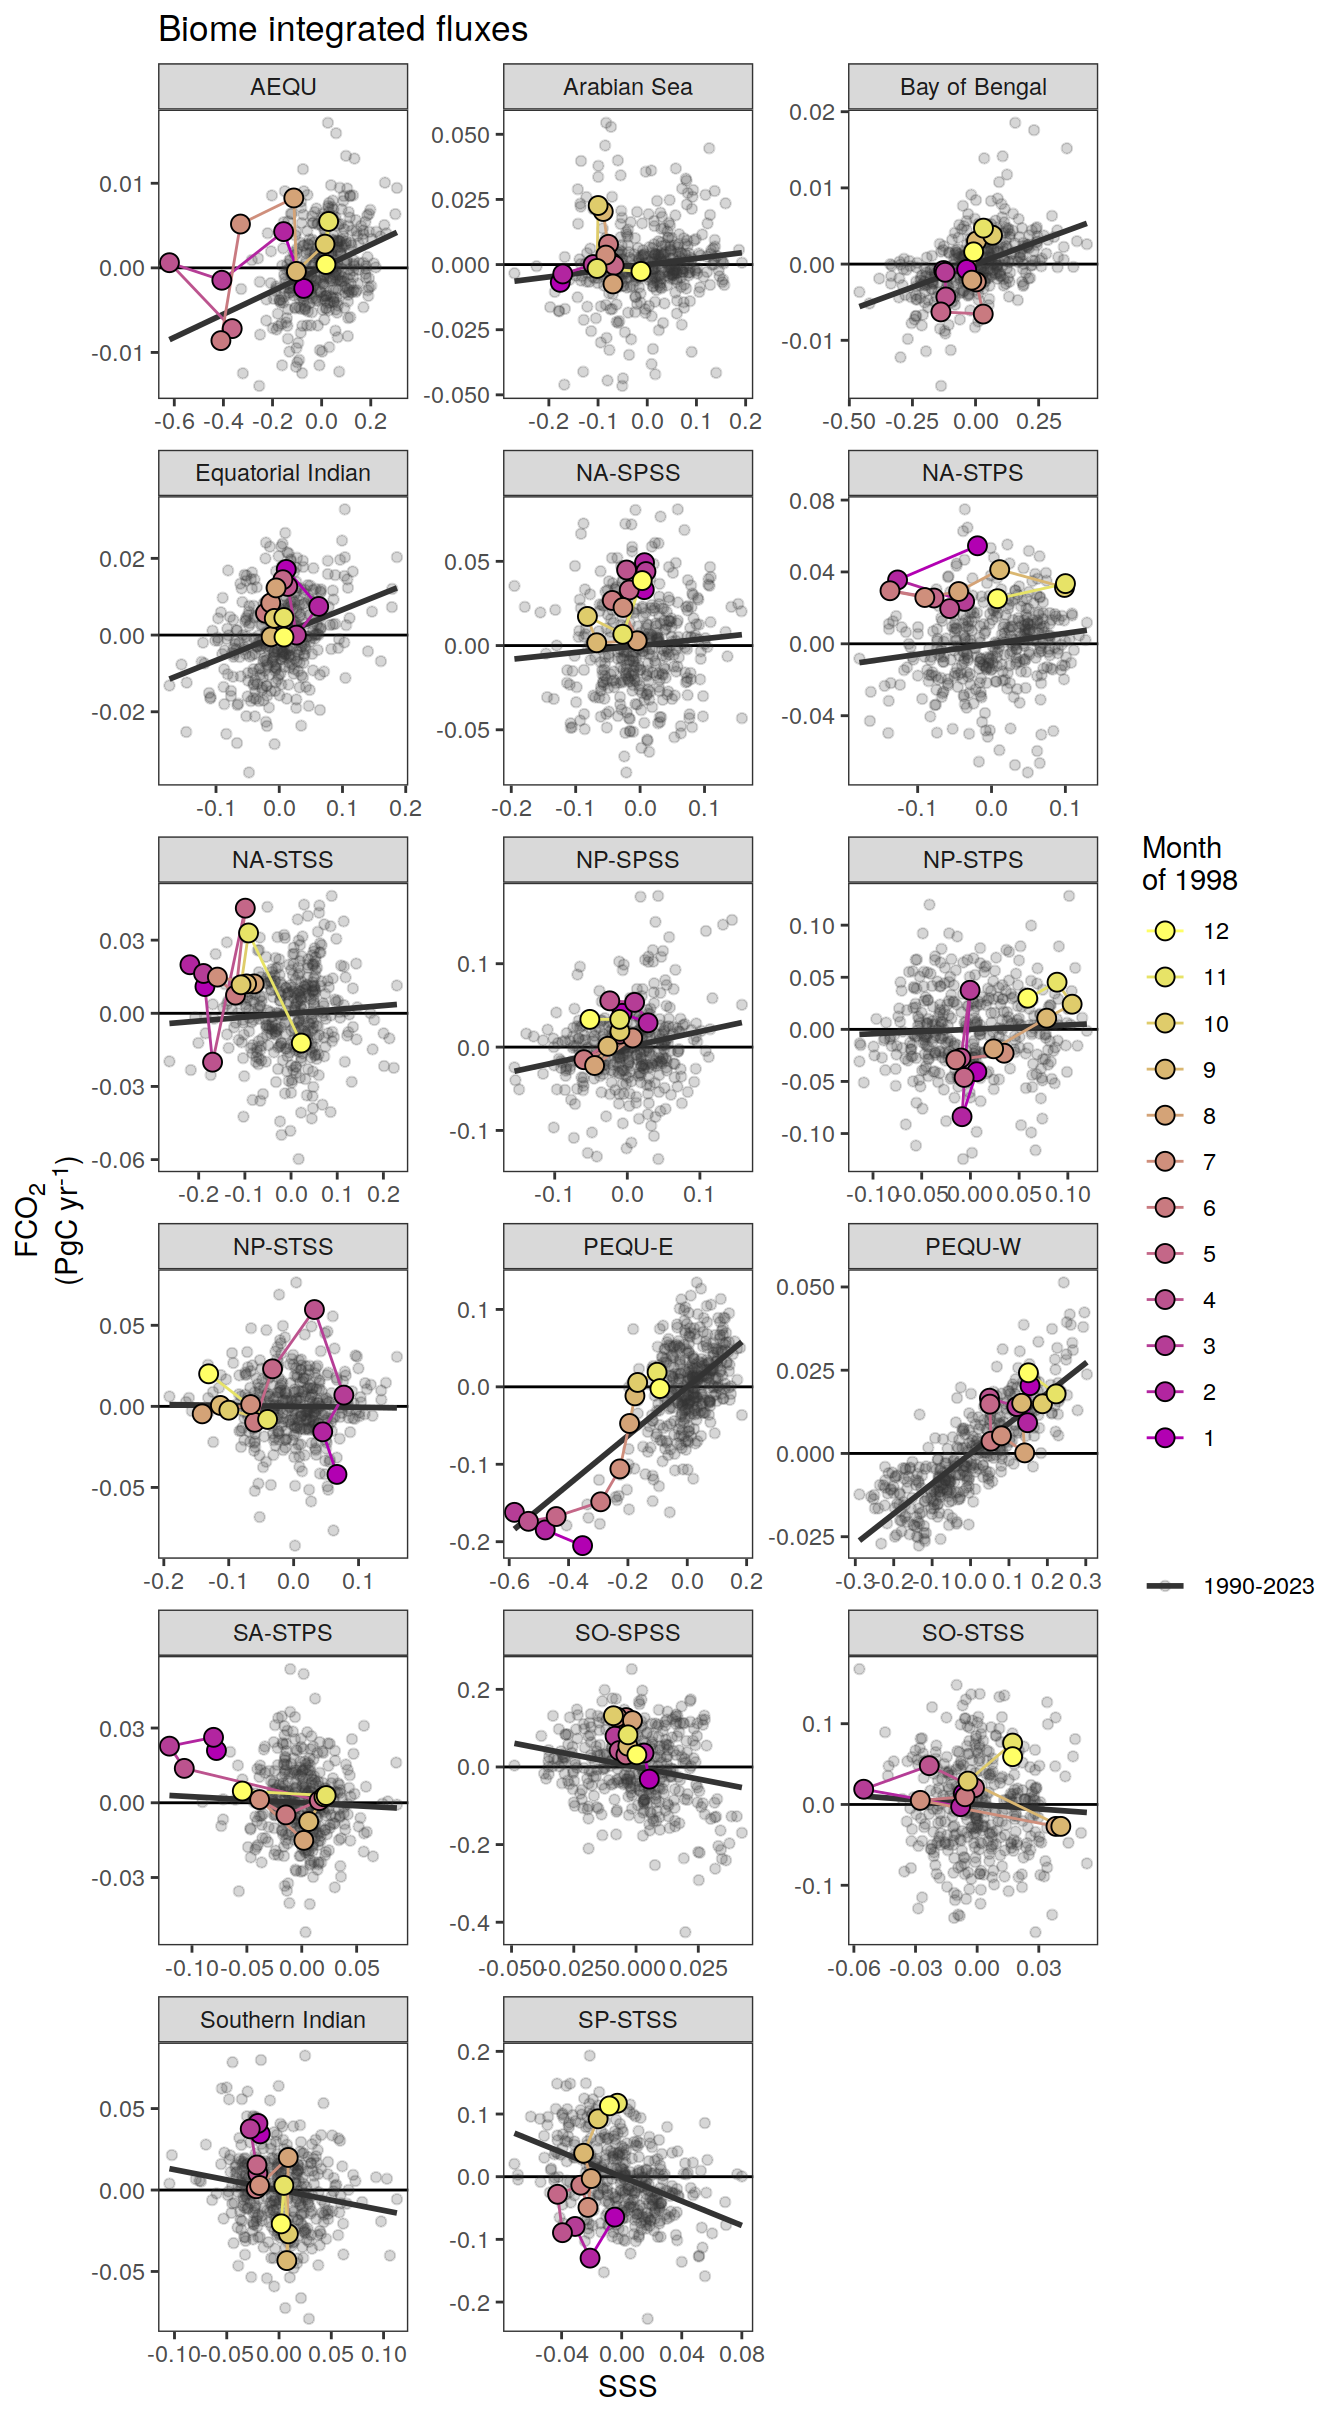 Biome integrated fluxes
AEQU
Arabian Sea
Bay of Bengal
0.01
0.00
-0.01
0.050
0.025
0.000
-0.025
-0.050
0.02
0.01
0.00
-0.01
-0.6 -0.4 -0.2 0.0 0.2
-0.2 -0.1 0.0 0.1 0.2
-0.50 -0.25 0.00 0.25
Equatorial Indian
NA-SPSS
NA-STPS
0.02
0.00
-0.02
0.05
0.00
-0.05
0.08
0.04
0.00
-0.04
-0.1 0.0 0.1 0.2
-0.2 -0.1 0.0 0.1
-0.1 0.0 0.1
NA-STSS
NP-SPSS
NP-STPS
0.03
0.00
-0.03
-0.06
0.1
0.0
-0.1
0.10
0.05
0.00
-0.05
-0.10
-0.2 -0.1 0.0 0.1 0.2
-0.1 0.0 0.1
-0.10 -0.05 0.00 0.05 0.10
NP-STSS
PEQU-E
PEQU-W
0.05
0.00
-0.05
0.1
0.0
-0.1
-0.2
0.050
0.025
0.000
-0.025
-0.2 -0.1 0.0 0.1
-0.6 -0.4 -0.2 0.0 0.2
-0.3 -0.2 -0.1 0.0 0.1 0.2 0.3
SA-STPS
SO-SPSS
SO-STSS
0.03
0.00
-0.03
0.2
0.0
-0.2
-0.4
0.1
0.0
-0.1
-0.10 -0.05 0.00 0.05
-0.050 -0.025 0.000 0.025
-0.06 -0.03 0.00 0.03
Southern Indian
SP-STSS
0.05
0.00
-0.05
0.2
0.1
0.0
-0.1
-0.2
-0.10 -0.05 0.00 0.05 0.10
-0.04 0.00 0.04 0.08
SSS
FCO2
(PgC yr-1)
Month
of 1998
12
11
10
9
8
7
6
5
4
3
2
1
1990-2023